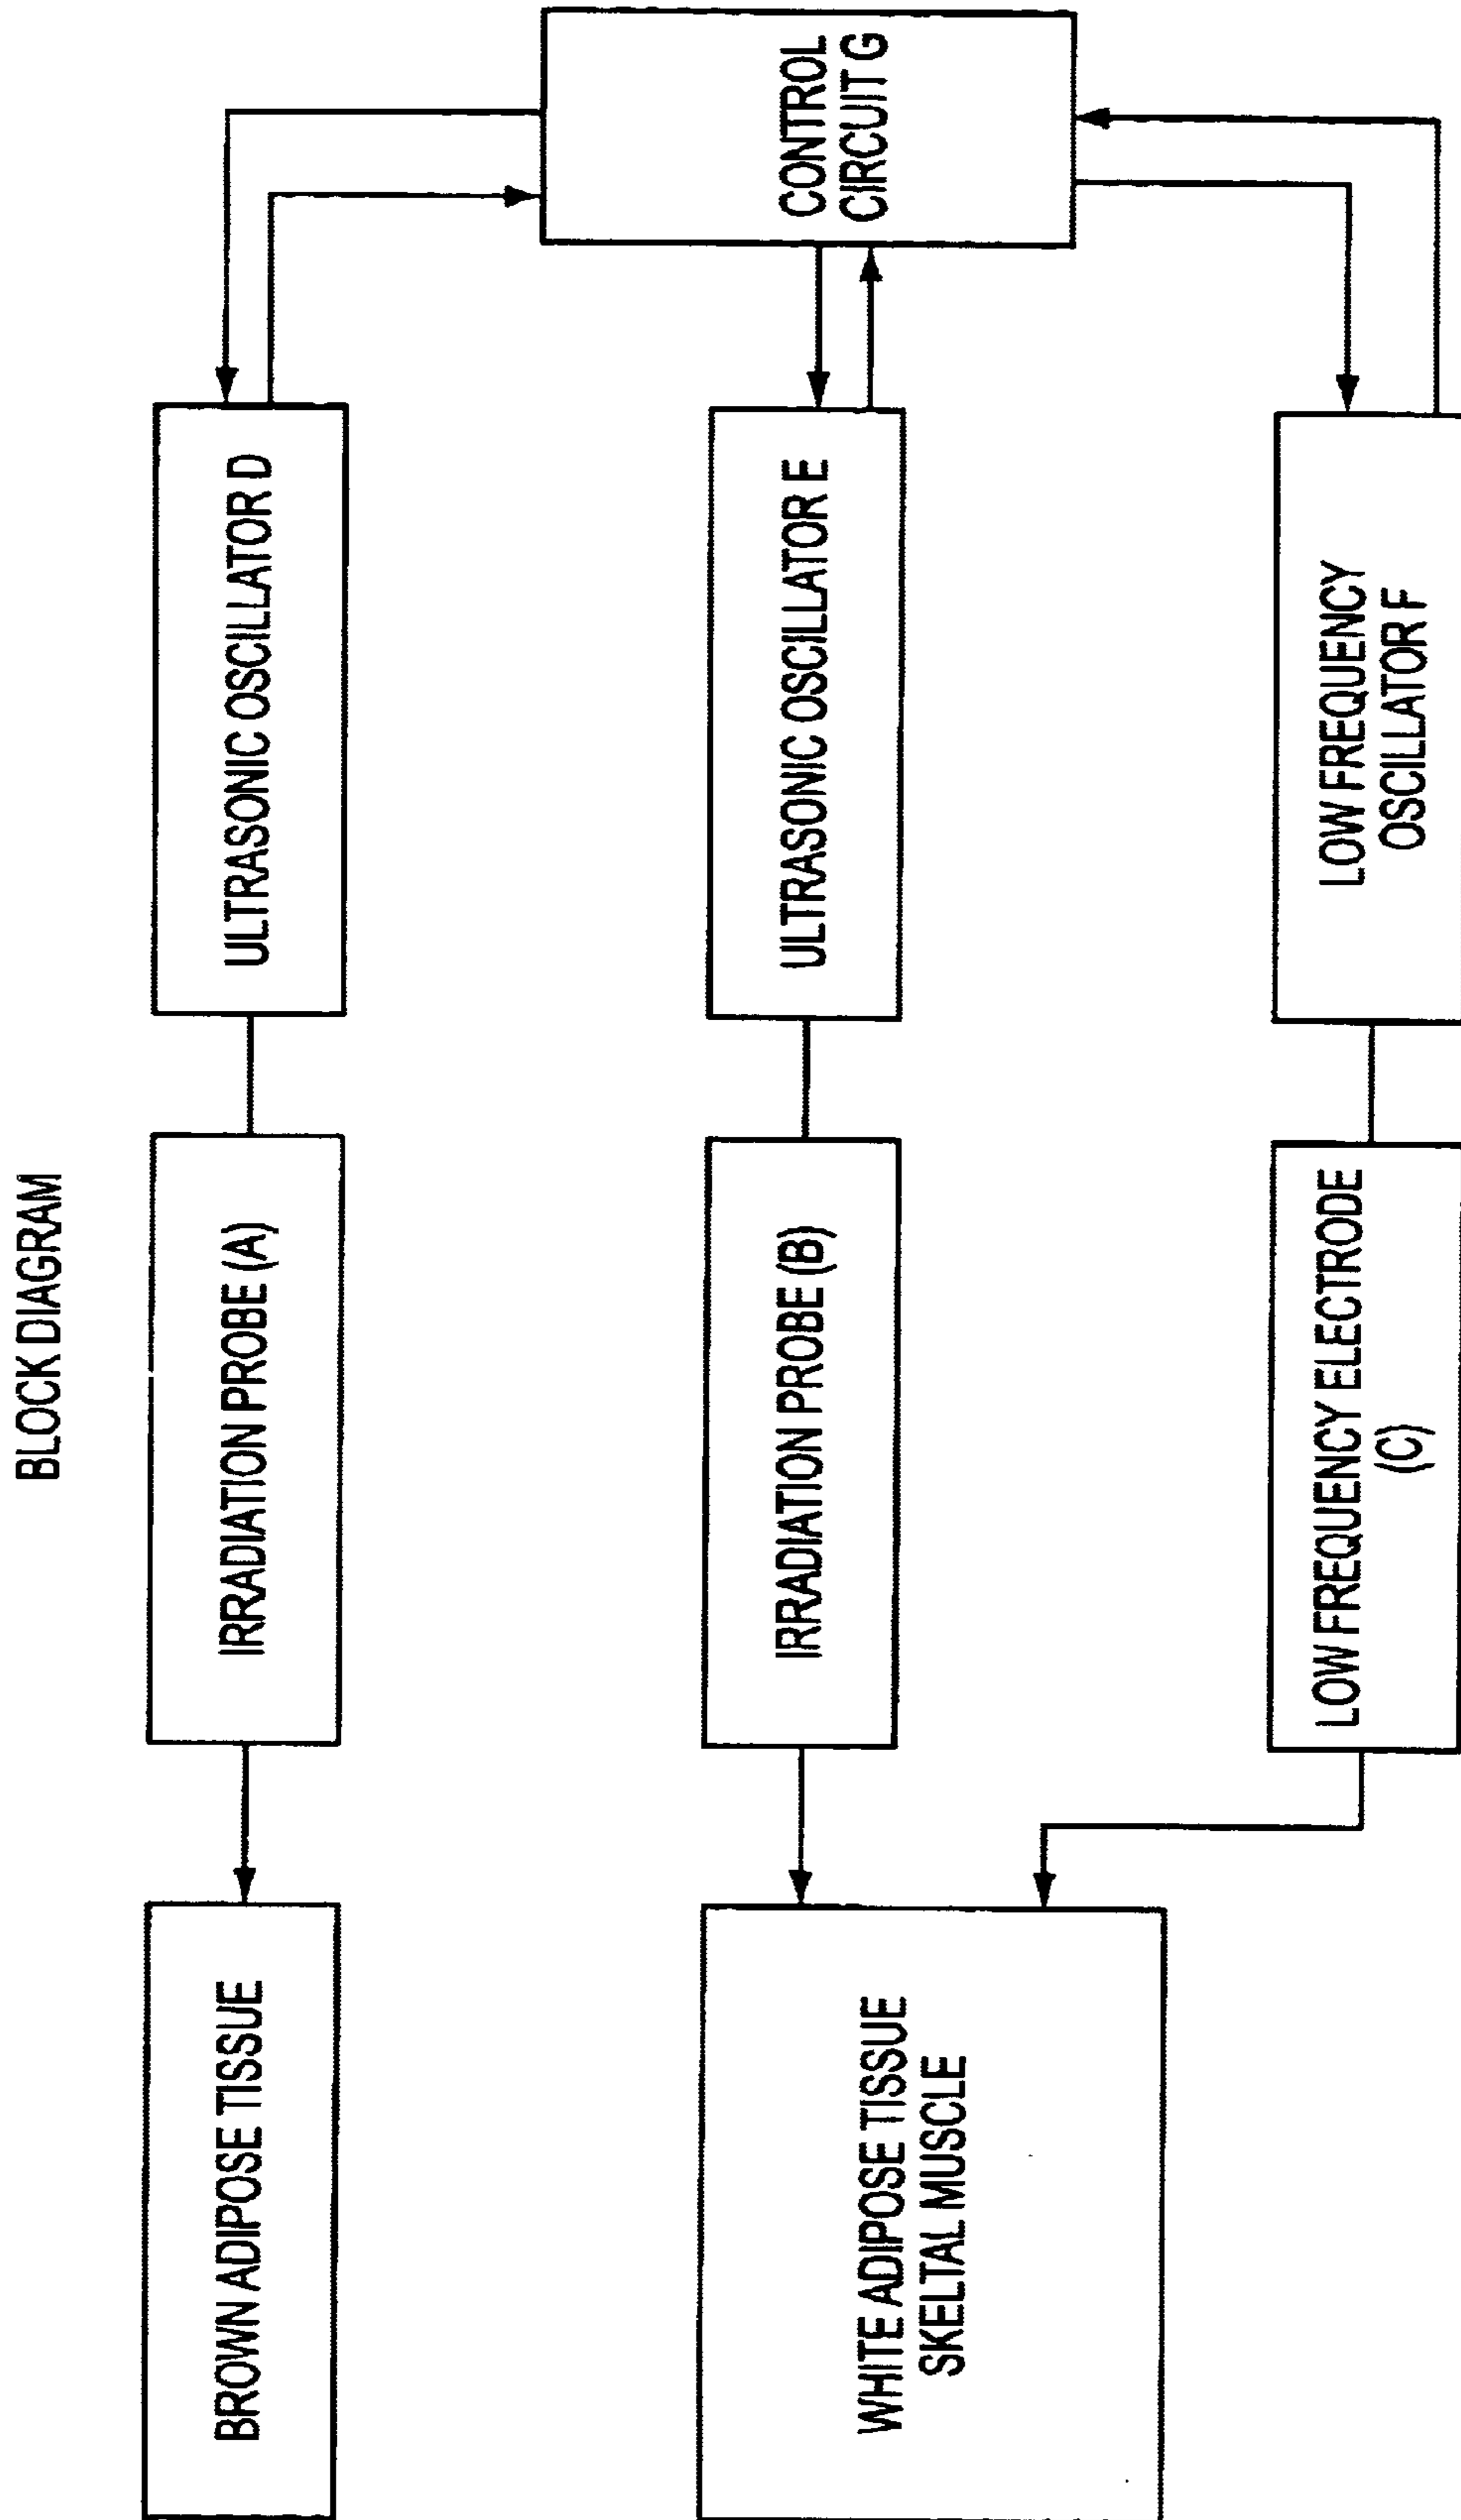 BLOCK DIAGRAM
BROWN ADIPOSE TISSUE
IRRADIATION PROBE (A)
ULTRASONIC OSCILLATOR D
WHITE ADIPOSE TISSUE
SKELTAL MUSCLE
IRRADIATION PROBE (B)
ULTRASONIC OSCILLATOR E
CONTROL
CIRCUIT G
LOW FREQUENCY ELECTRODE
(C)
LOW FREQUENCY
OSCILLATOR F